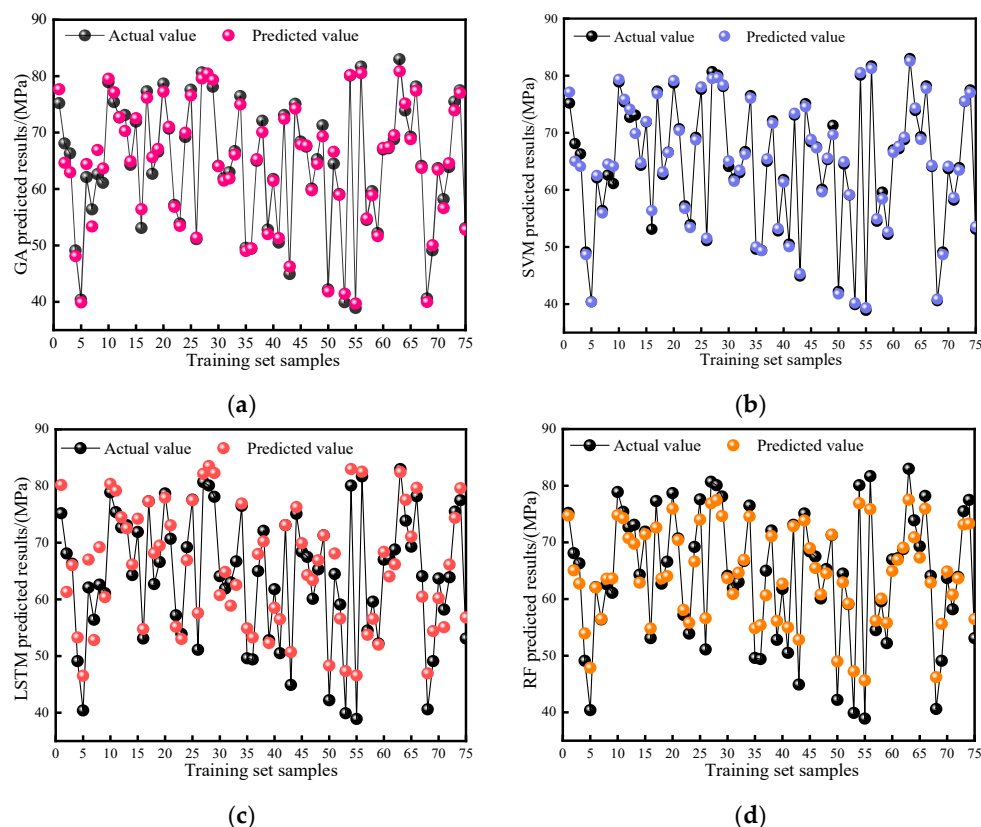 Actual value Predicted value
GA predicted results/(MPa)
90
80
70
60
50
40
0 5 10 15 20 25 30 35 40 45 50 55 60 65 70 75
Training set samples
(a)
Actual value Predicted value
SVM predicted results/(MPa)
90
80
70
60
50
40
0 5 10 15 20 25 30 35 40 45 50 55 60 65 70 75
Training set samples
(b)
Actual value Predicted value
LSTM predicted results/(MPa)
90
80
70
60
50
40
0 5 10 15 20 25 30 35 40 45 50 55 60 65 70 75
Training set samples
(c)
Actual value Predicted value
RF predicted results/(MPa)
90
80
70
60
50
40
0 5 10 15 20 25 30 35 40 45 50 55 60 65 70 75
Training set samples
(d)